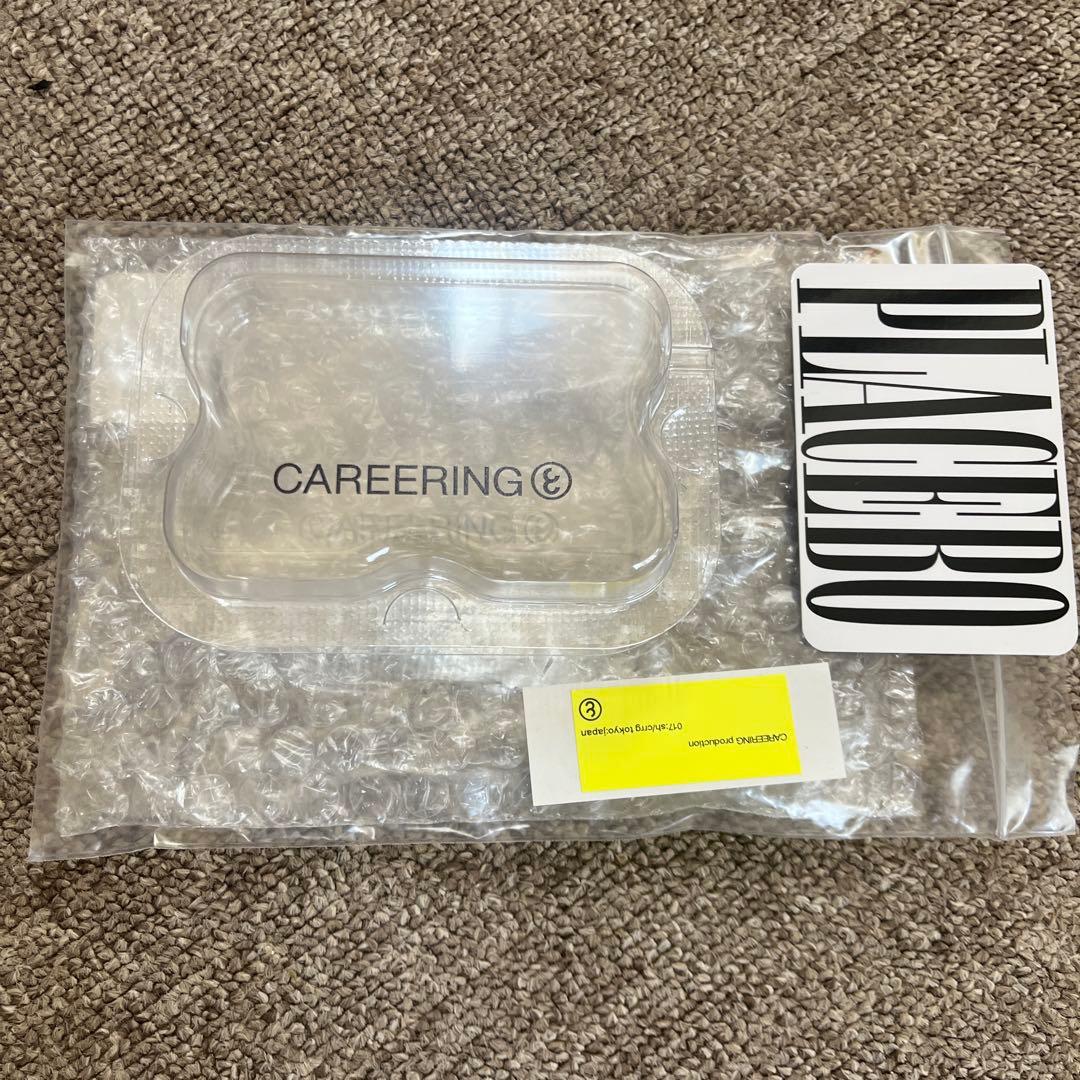 CAREERING
PLACEBO
CAREERING production
017:sh/crrg tokyo:japan